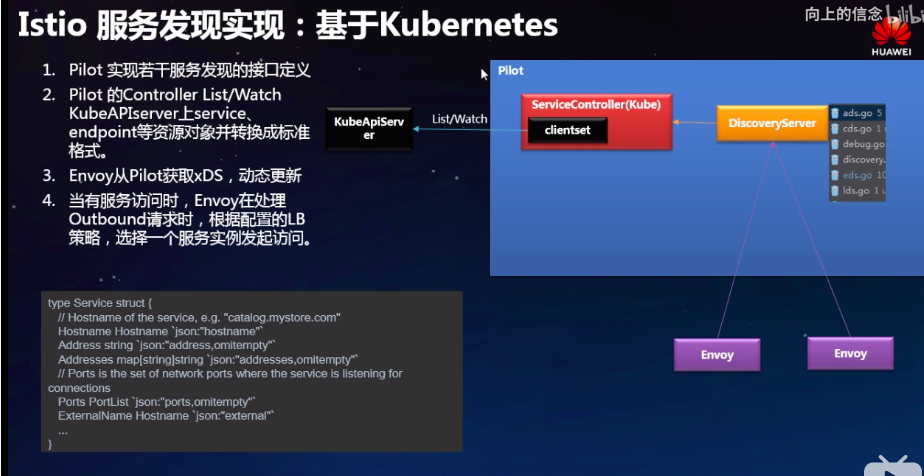 Istio 服务发现实现：基于Kubernetes
向上的信念
bilibi
HUAWEI
1. Pilot 实现若干服务发现的接口定义
2. Pilot 的Controller List/Watch
KubeAPIserver上service、
endpoint等资源对象并转换成标准
格式。
3. Envoy从Pilot获取xDS，动态更新
4. 当有服务访问时，Envoy在处理
Outbound请求时，根据配置的LB
策略，选择一个服务实例发起访问。
KubeApiServ
er
List/Watch
Pilot
ServiceController(Kube)
clientset
DiscoveryServer
ads.go 5
cds.go 1
debug.go
discovery.
eds.go 10
lds.go 1 u
Envoy
Envoy
type Service struct {
// Hostname of the service, e.g. "catalog.mystore.com"
Hostname Hostname `json:"hostname"`
Address string `json:"address,omitempty"`
Addresses map[string]string `json:"addresses,omitempty"`
// Ports is the set of network ports where the service is listening for
connections
Ports PortList `json:"ports,omitempty"`
ExternalName Hostname `json:"external"`
...
}